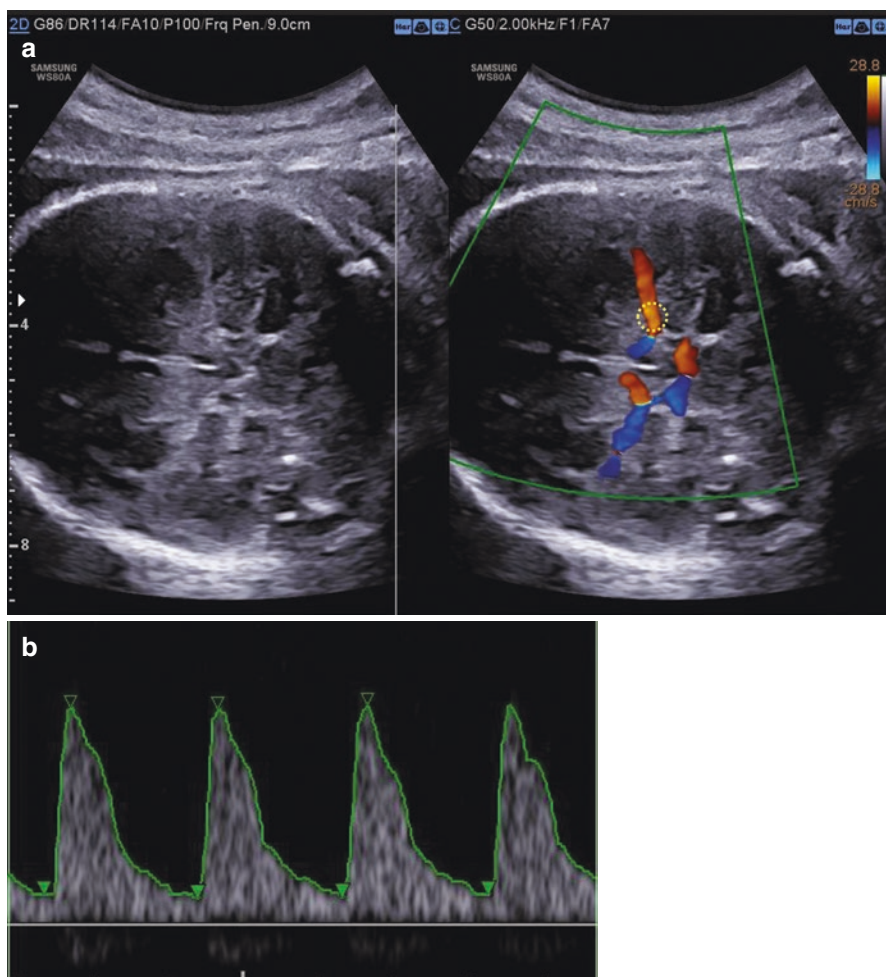 2D G86/DR114/FA10/P100/Frq Pen./9.0cm
C G50/2.00kHz/F1/FA7
a
SAMSUNG
WS80A
SAMSUNG
WS80A
28.8
-28.8
cm/s
4
8
b